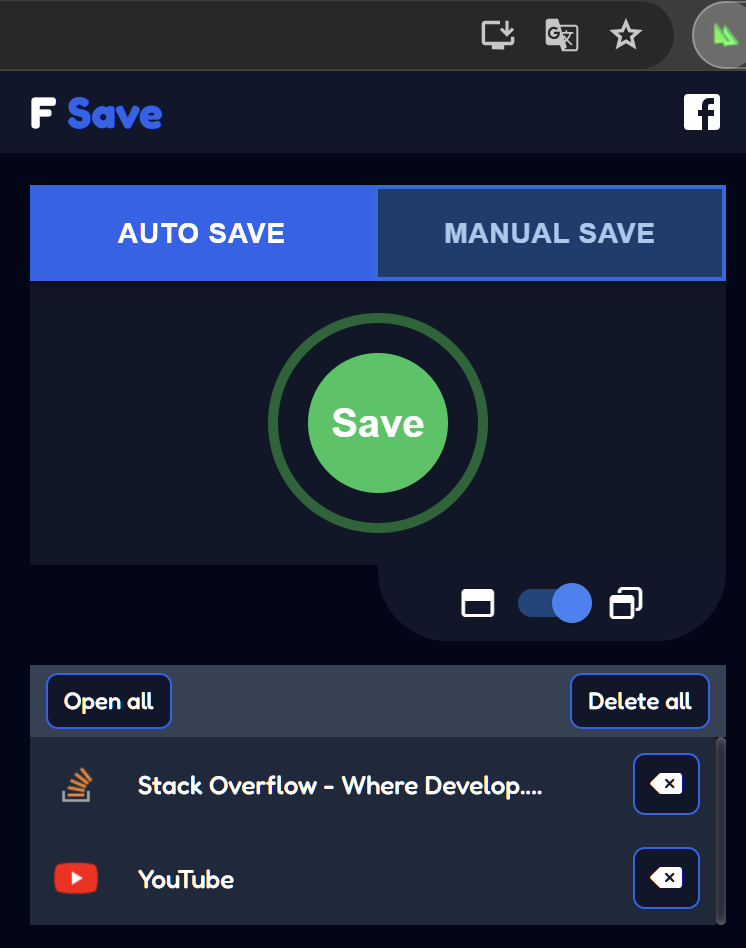 F Save
AUTO SAVE
MANUAL SAVE
Save
Open all
Delete all
Stack Overflow - Where Develop....
YouTube